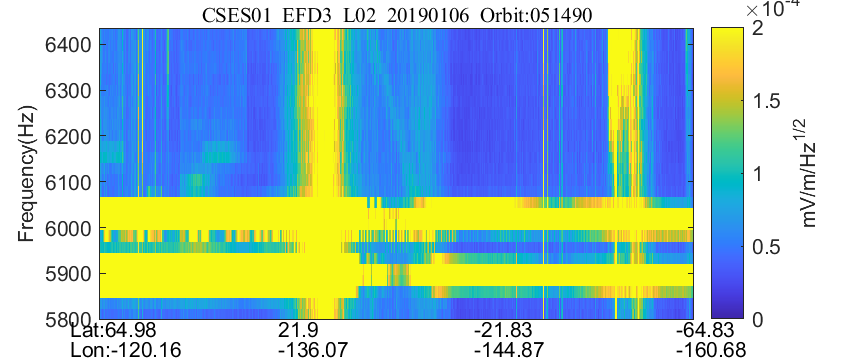 CSES01 EFD3 L02 20190106 Orbit:051490
×10-4
6400
6300
6200
6100
6000
5900
5800
Frequency(Hz)
2
1.5
1
0.5
0
mV/m/Hz1/2
Lat:64.98 21.9 -21.83 -64.83
Lon:-120.16 -136.07 -144.87 -160.68